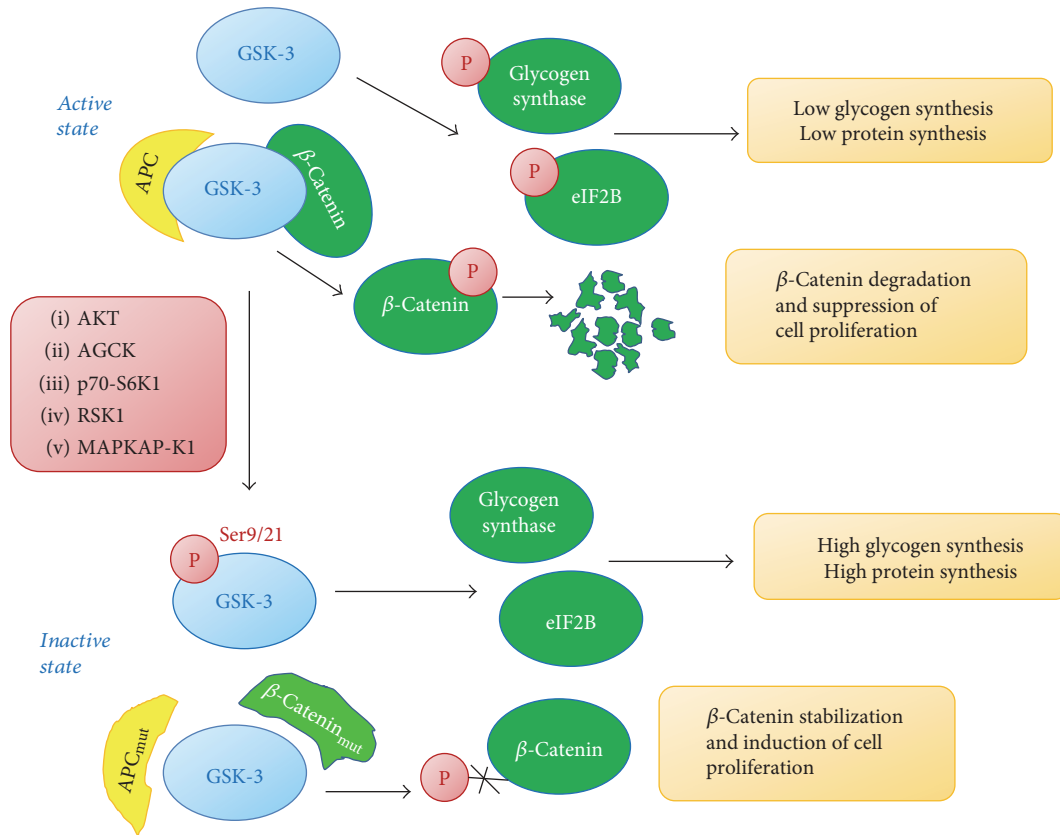 GSK-3
P
Glycogen
synthase
Low glycogen synthesis
Low protein synthesis
Active
state
APC
GSK-3
β-Catenin
P
eIF2B
P
β-Catenin
β-Catenin degradation
and suppression of
cell proliferation
(i) AKT
(ii) AGCK
(iii) p70-S6K1
(iv) RSK1
(v) MAPKAP-K1
Ser9/21
P
GSK-3
Glycogen
synthase
eIF2B
High glycogen synthesis
High protein synthesis
Inactive
state
APCmut
GSK-3
β-Cateninmut
P
β-Catenin
β-Catenin stabilization
and induction of cell
proliferation